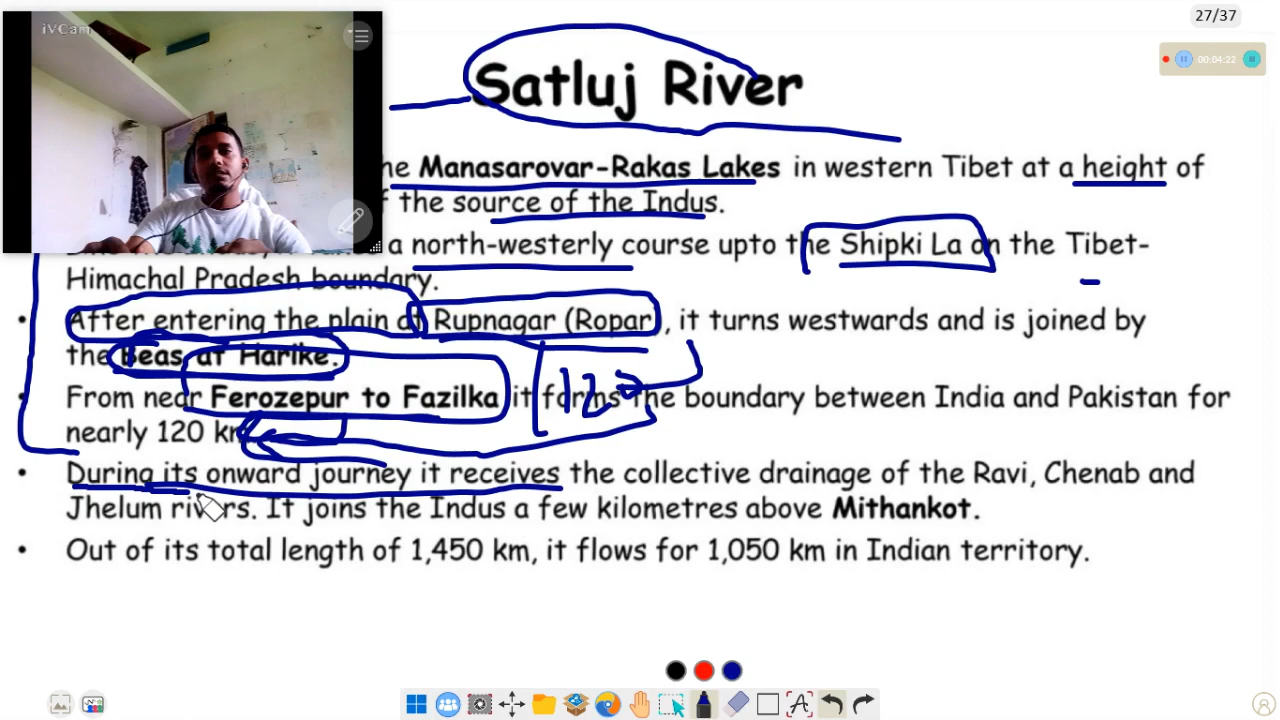 iVCam
27/37
00:04:22
Satluj River
Manasarovar-Rakas Lakes in western Tibet at a height of
the source of the Indus.
a north-westerly course upto the Shipki La on the Tibet-
Himachal Pradesh boundary.
• After entering the plain at Rupnagar (Ropar), it turns westwards and is joined by
the Beas at Harike.
120
• From near Ferozepur to Fazilka it forms the boundary between India and Pakistan for
nearly 120 km
• During its onward journey it receives the collective drainage of the Ravi, Chenab and
Jhelum rivers. It joins the Indus a few kilometres above Mithankot.
• Out of its total length of 1,450 km, it flows for 1,050 km in Indian territory.